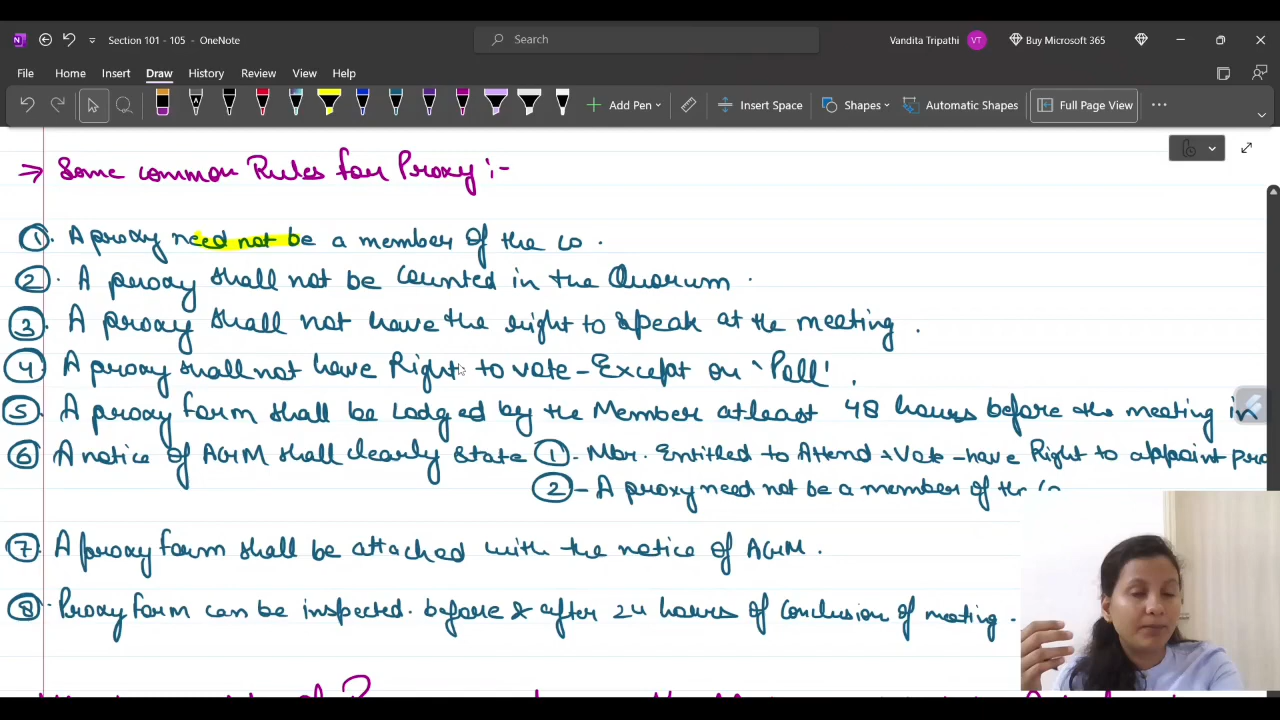 Section 101 - 105 - OneNote
Search
Vandita Tripathi
VT
Buy Microsoft 365
File Home Insert Draw History Review View Help
Add Pen
Insert Space
Shapes
Automatic Shapes
Full Page View
→ Some common Rules for Proxy :-
① A proxy need not be a member of the co.
② A proxy shall not be counted in the Quorum.
③ A proxy shall not have the right to speak at the meeting.
④ A proxy shall not have Right to vote - Except on 'Poll'.
⑤ A proxy form shall be Lodged by the Member atleast 48 hours before the meeting in
⑥ A notice of AGM shall clearly state ① Mbr. Entitled to Attend & Vote - have Right to appoint
② - A proxy need not be a member of the
⑦ A proxy form shall be attached with the notice of AGM.
⑧ Proxy form can be inspected. before & after 24 hours of conclusion of meeting.